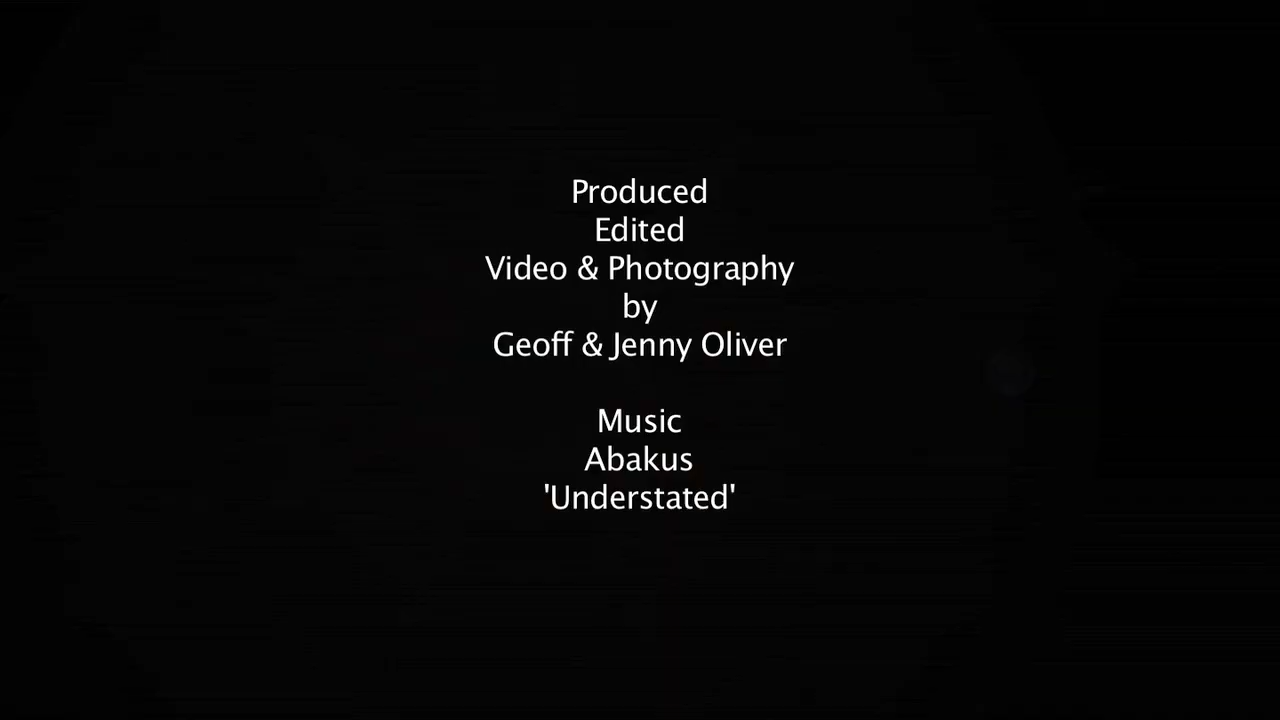 Produced
Edited
Video & Photography
by
Geoff & Jenny Oliver
Music
Abakus
'Understated'